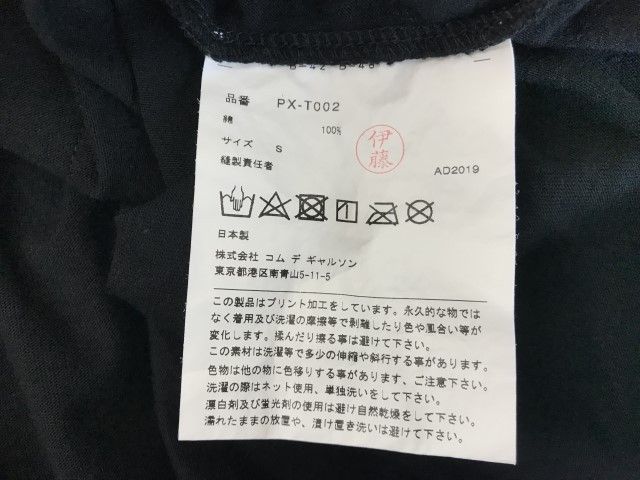 品番 PX-T002
綿 100%
サイズ S
縫製責任者
伊藤
AD2019
日本製
株式会社 コム デ ギャルソン
東京都港区南青山5-11-5
この製品はプリント加工をしています。永久的な物では
なく着用及び洗濯の摩擦等で剥離したり色や風合い等が
変化します。揉んだり擦る事は避けて下さい。
この素材は洗濯等で多少の伸縮や斜行する事があります。
色物は他の物に色移りする事があります、ご注意下さい。
洗濯の際はネット使用、単独洗いをして下さい。
漂白剤及び蛍光剤の使用は避け自然乾燥をして下さい。
濡れたままの放置や、漬け置き洗いは避けて下さい。